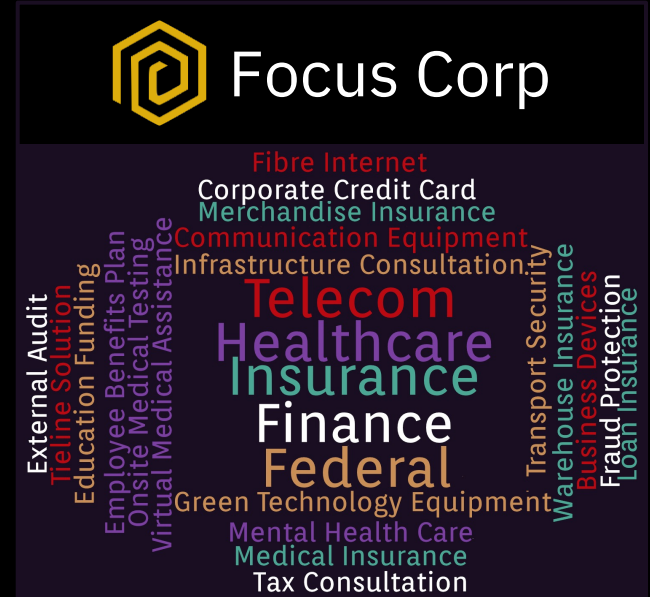 Focus Corp
Fibre Internet
Corporate Credit Card
Merchandise Insurance
Communication Equipment
Infrastructure Consultation
Telecom
Healthcare
Insurance
Finance
Federal
Green Technology Equipment
Mental Health Care
Medical Insurance
Tax Consultation
External Audit
Tieline Solution
Education Funding
Employee Benefits Plan
Onsite Medical Testing
Virtual Medical Assistance
Transport Security
Warehouse Insurance
Business Devices
Fraud Protection
Loan Insurance